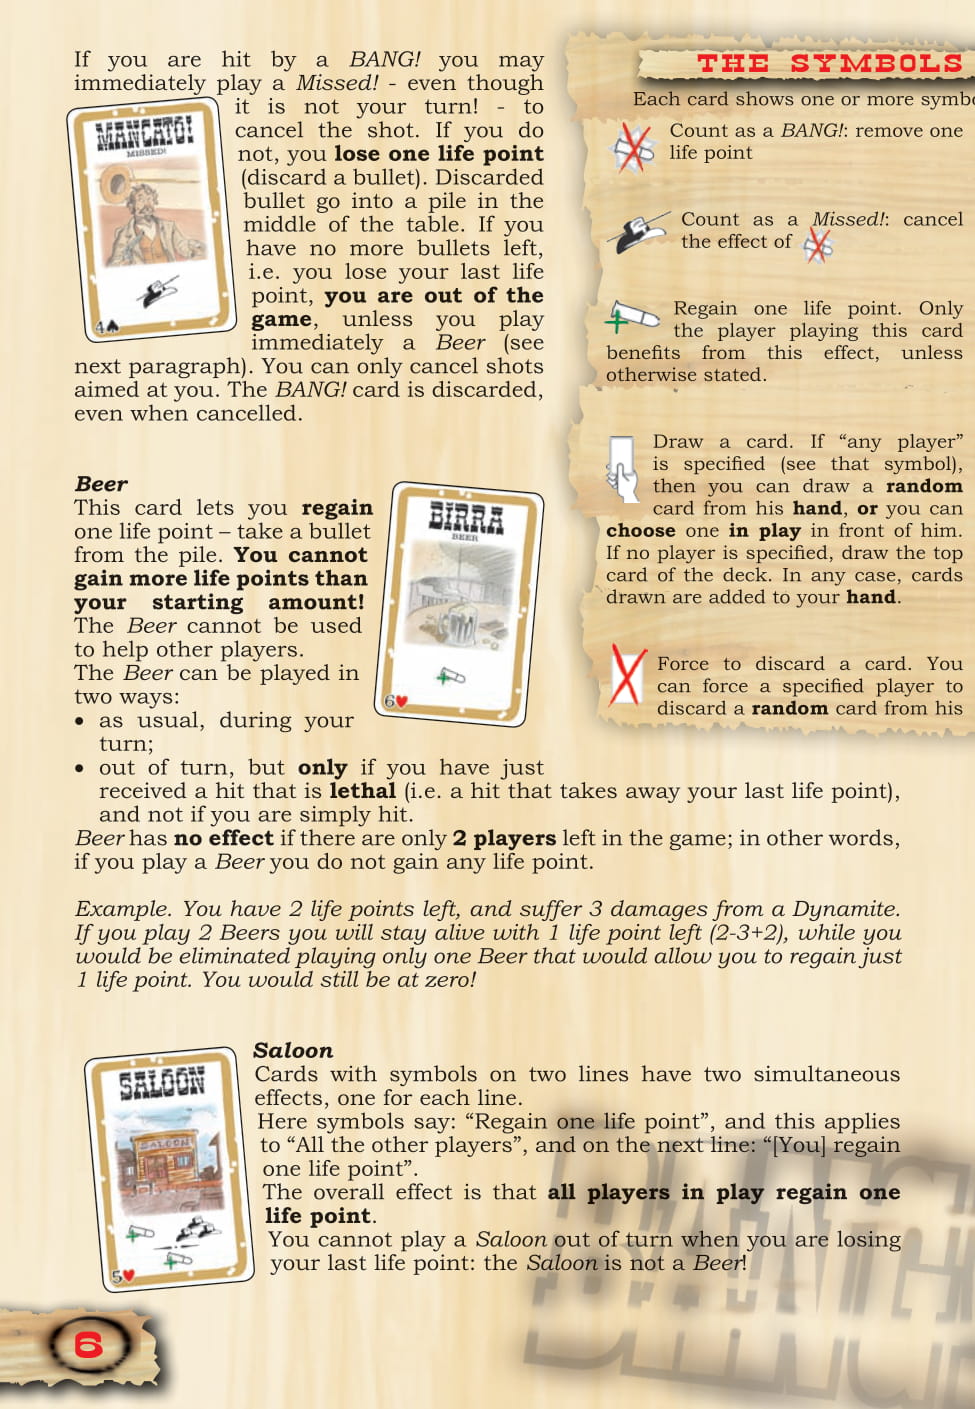 If you are hit by a BANG! you may
immediately play a Missed! - even though
it is not your turn! - to
cancel the shot. If you do
not, you lose one life point
(discard a bullet). Discarded
bullet go into a pile in the
middle of the table. If you
have no more bullets left,
i.e. you lose your last life
point, you are out of the
game, unless you play
immediately a Beer (see
next paragraph). You can only cancel shots
aimed at you. The BANG! card is discarded,
even when cancelled.
MANCATO!
MISSED!
4♠
Beer
This card lets you regain
one life point – take a bullet
from the pile. You cannot
gain more life points than
your starting amount!
The Beer cannot be used
to help other players.
The Beer can be played in
two ways:
• as usual, during your
turn;
• out of turn, but only if you have just
received a hit that is lethal (i.e. a hit that takes away your last life point),
and not if you are simply hit.
Beer has no effect if there are only 2 players left in the game; in other words,
if you play a Beer you do not gain any life point.
BIRRA
BEER
6♥
Example. You have 2 life points left, and suffer 3 damages from a Dynamite.
If you play 2 Beers you will stay alive with 1 life point left (2-3+2), while you
would be eliminated playing only one Beer that would allow you to regain just
1 life point. You would still be at zero!
Saloon
Cards with symbols on two lines have two simultaneous
effects, one for each line.
Here symbols say: “Regain one life point”, and this applies
to “All the other players”, and on the next line: “[You] regain
one life point”.
The overall effect is that all players in play regain one
life point.
You cannot play a Saloon out of turn when you are losing
your last life point: the Saloon is not a Beer!
SALOON
SALOON
5♥
THE SYMBOLS
Each card shows one or more symbo
Count as a BANG!: remove one
life point
Count as a Missed!: cancel
the effect of
Regain one life point. Only
the player playing this card
benefits from this effect, unless
otherwise stated.
Draw a card. If “any player”
is specified (see that symbol),
then you can draw a random
card from his hand, or you can
choose one in play in front of him.
If no player is specified, draw the top
card of the deck. In any case, cards
drawn are added to your hand.
Force to discard a card. You
can force a specified player to
discard a random card from his
BANG
6